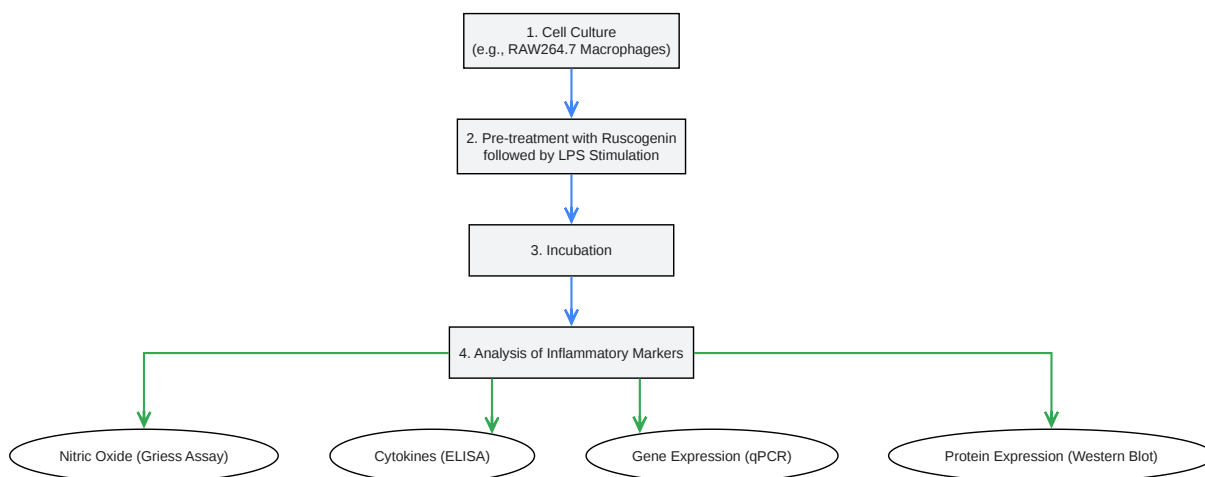 1. Cell Culture
(e.g., RAW264.7 Macrophages)
2. Pre-treatment with Ruscogenin
followed by LPS Stimulation
3. Incubation
4. Analysis of Inflammatory Markers
Nitric Oxide (Griess Assay)
Cytokines (ELISA)
Gene Expression (qPCR)
Protein Expression (Western Blot)